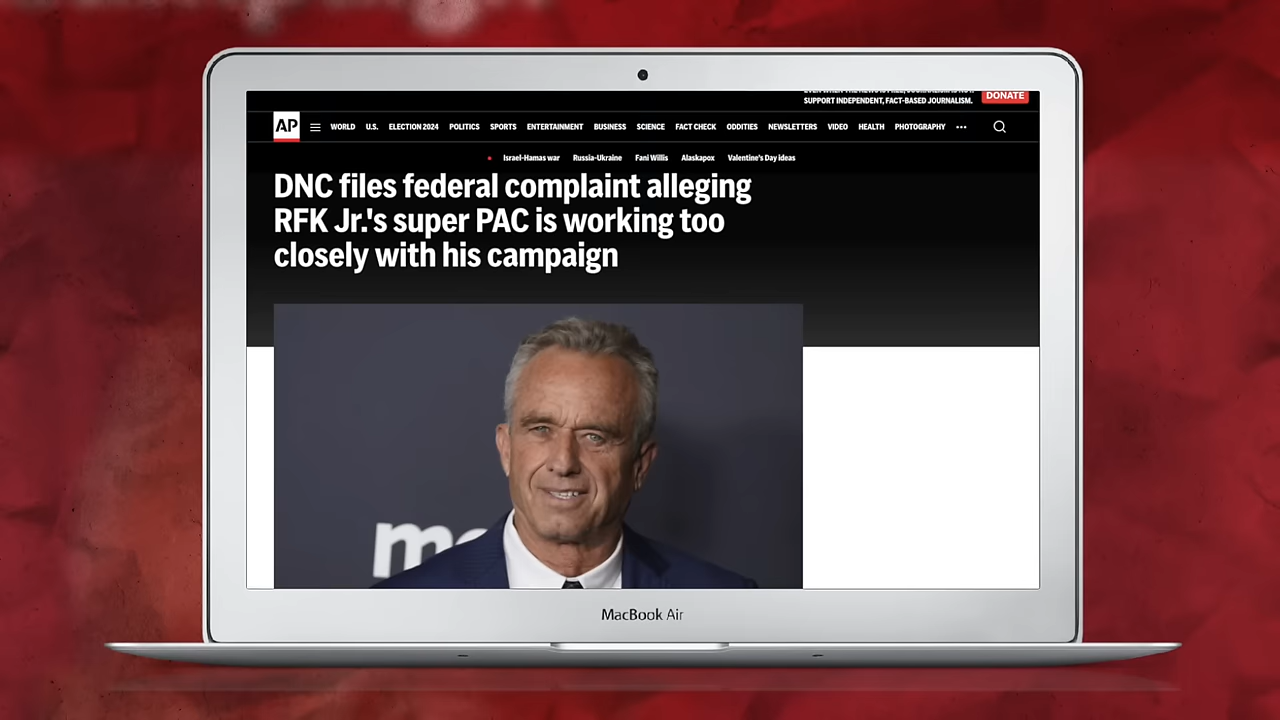 SUPPORT INDEPENDENT, FACT-BASED JOURNALISM.
DONATE
AP
WORLD U.S. ELECTION 2024 POLITICS SPORTS ENTERTAINMENT BUSINESS SCIENCE FACT CHECK ODDITIES NEWSLETTERS VIDEO HEALTH PHOTOGRAPHY
Israel-Hamas war Russia-Ukraine Fani Willis Alaskapox Valentine's Day ideas
DNC files federal complaint alleging
RFK Jr.'s super PAC is working too
closely with his campaign
MacBook Air